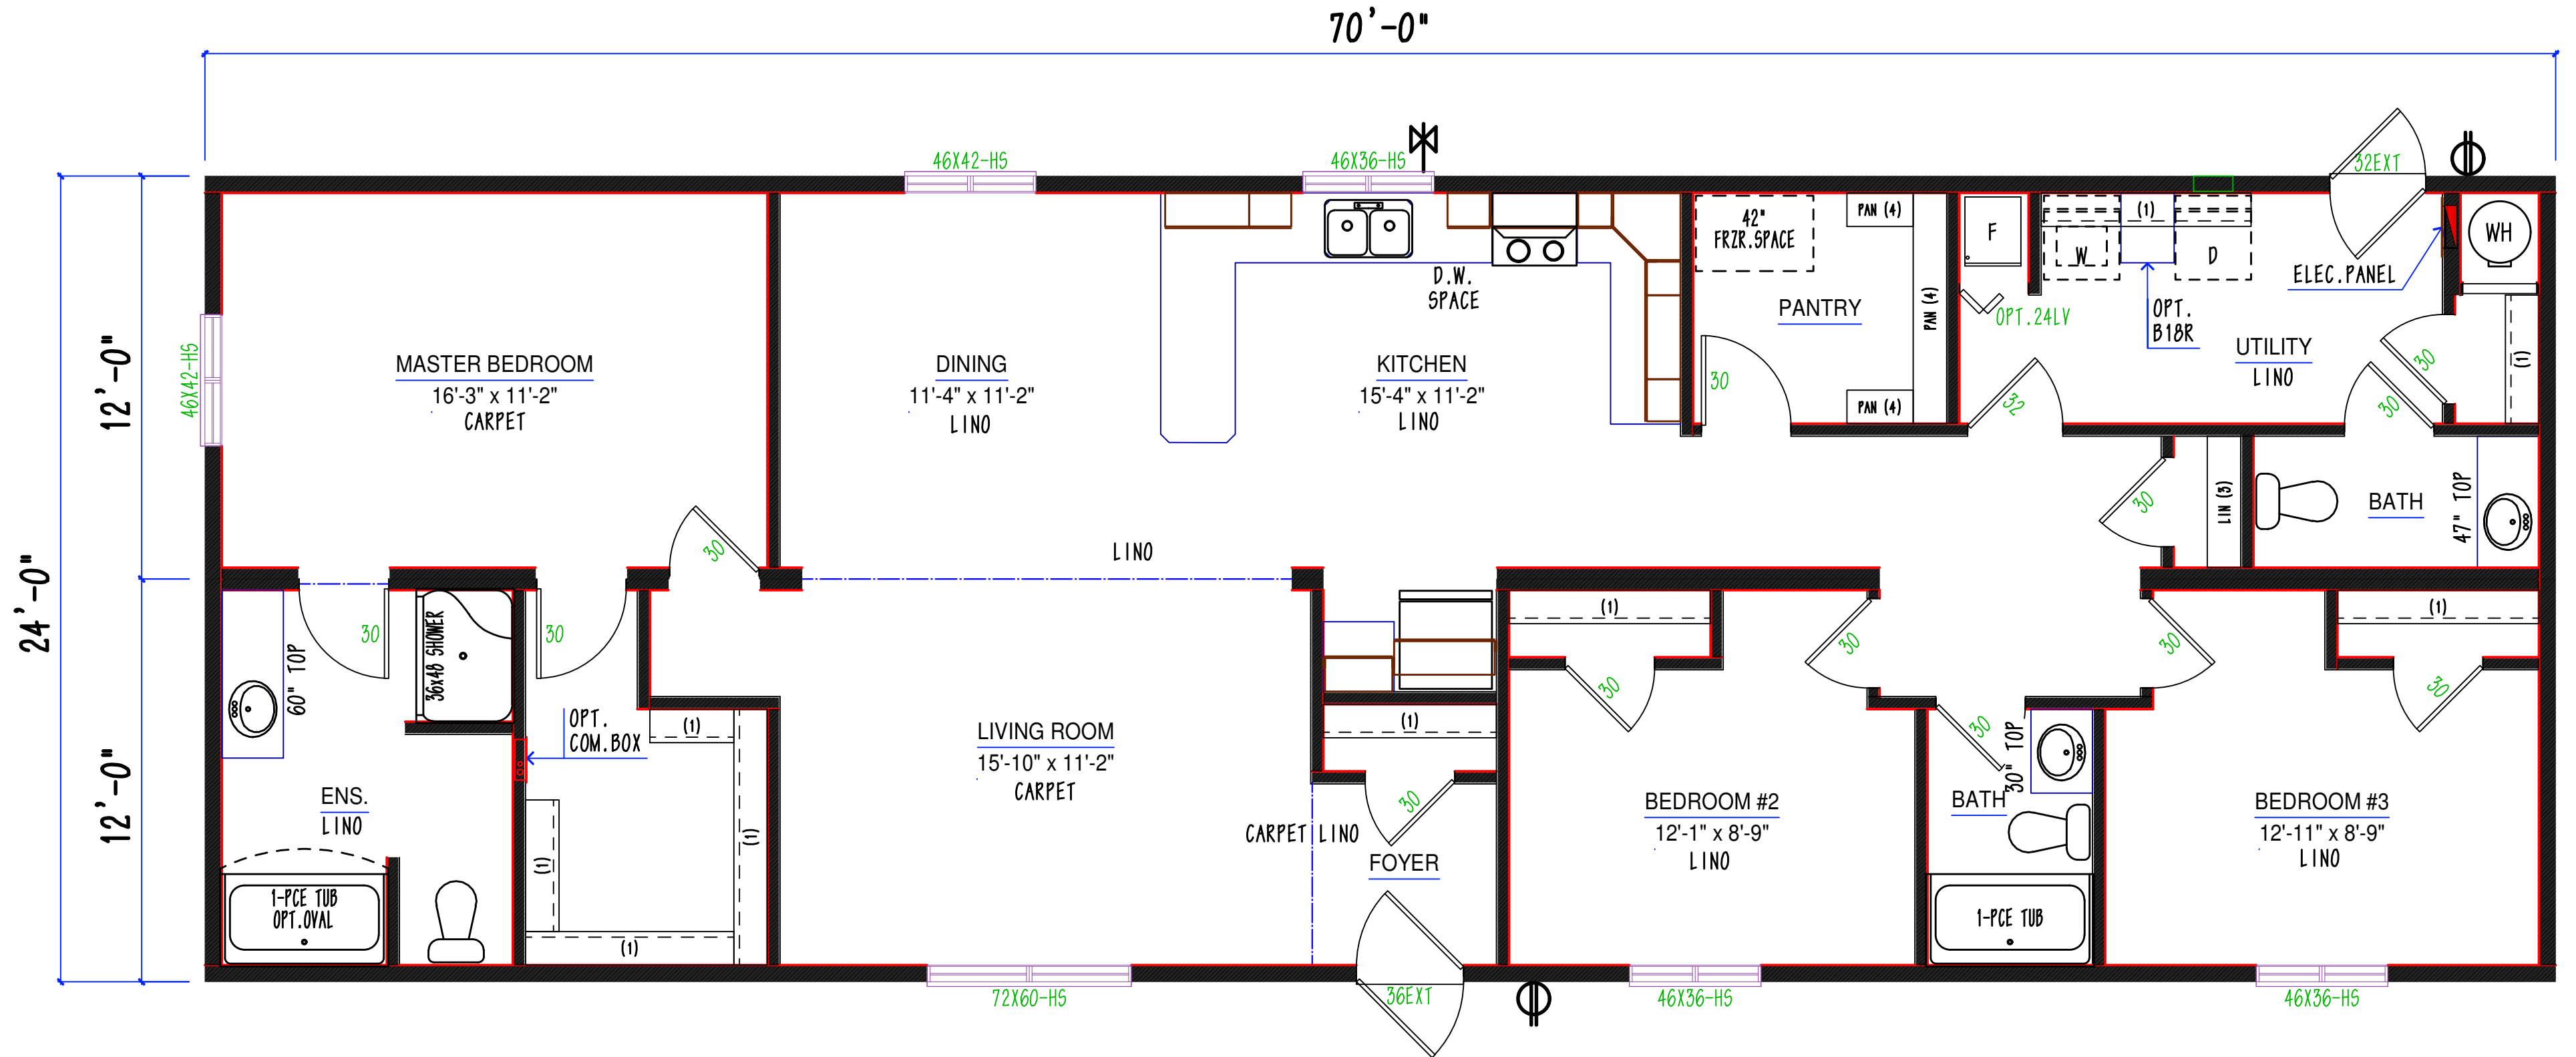 70'-0"
46X42-HS
46X36-HS
32EXT
42"
FRZR.SPACE
PAN (4)
F
(1)
W
D
WH
D.W.
SPACE
ELEC.PANEL
PANTRY
PAN (4)
OPT.24LV
OPT.
B18R
UTILITY
LINO
30
(1)
12'-0"
46X42-HS
MASTER BEDROOM
16'-3" x 11'-2"
CARPET
DINING
11'-4" x 11'-2"
LINO
KITCHEN
15'-4" x 11'-2"
LINO
30
PAN (4)
32
30
30
LIN (3)
BATH
47" TOP
24'-0"
30
LINO
30
36x48 SHOWER
30
60" TOP
OPT.
COM.BOX
(1)
(1)
(1)
(1)
LIVING ROOM
15'-10" x 11'-2"
CARPET
(1)
30
CARPET
LINO
FOYER
(1)
30
30
30
(1)
30
30
30" TOP
BATH
BEDROOM #2
12'-1" x 8'-9"
LINO
BEDROOM #3
12'-11" x 8'-9"
LINO
12'-0"
ENS.
LINO
1-PCE TUB
OPT.OVAL
1-PCE TUB
72X60-HS
36EXT
46X36-HS
46X36-HS